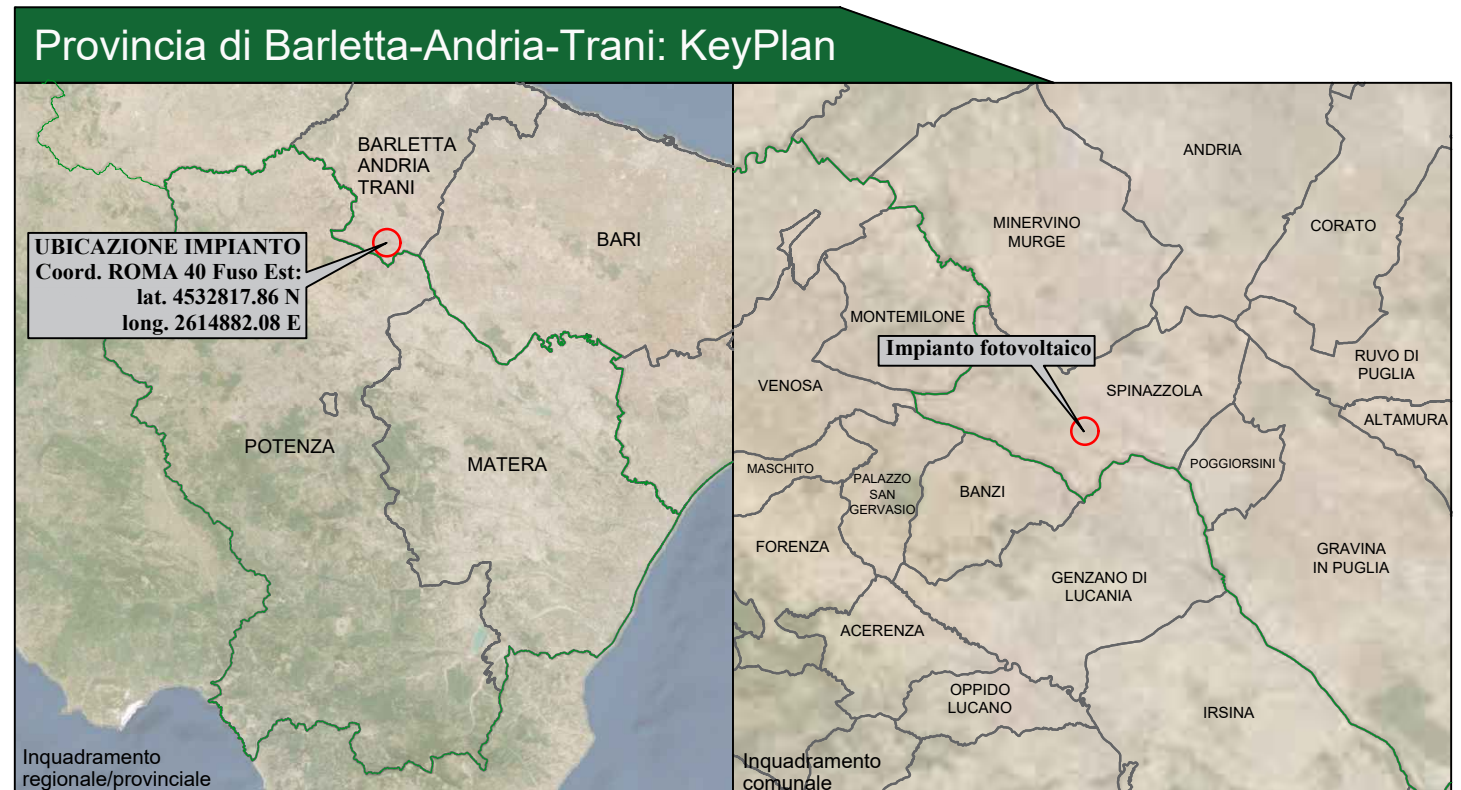 Provincia di Barletta-Andria-Trani: KeyPlan
BARLETTA
ANDRIA
TRANI
BARI
UBICAZIONE IMPIANTO
Coord. ROMA 40 Fuso Est:
lat. 4532817.86 N
long. 2614882.08 E
POTENZA
MATERA
Inquadramento
regionale/provinciale
ANDRIA
MINERVINO
MURGE
CORATO
MONTEMILONE
Impianto fotovoltaico
RUVO DI
PUGLIA
VENOSA
SPINAZZOLA
ALTAMURA
MASCHITO
PALAZZO
SAN
GERVASIO
BANZI
POGGIORSINI
FORENZA
GENZANO DI
LUCANIA
GRAVINA
IN PUGLIA
ACERENZA
OPPIDO
LUCANO
IRSINA
Inquadramento
comunale